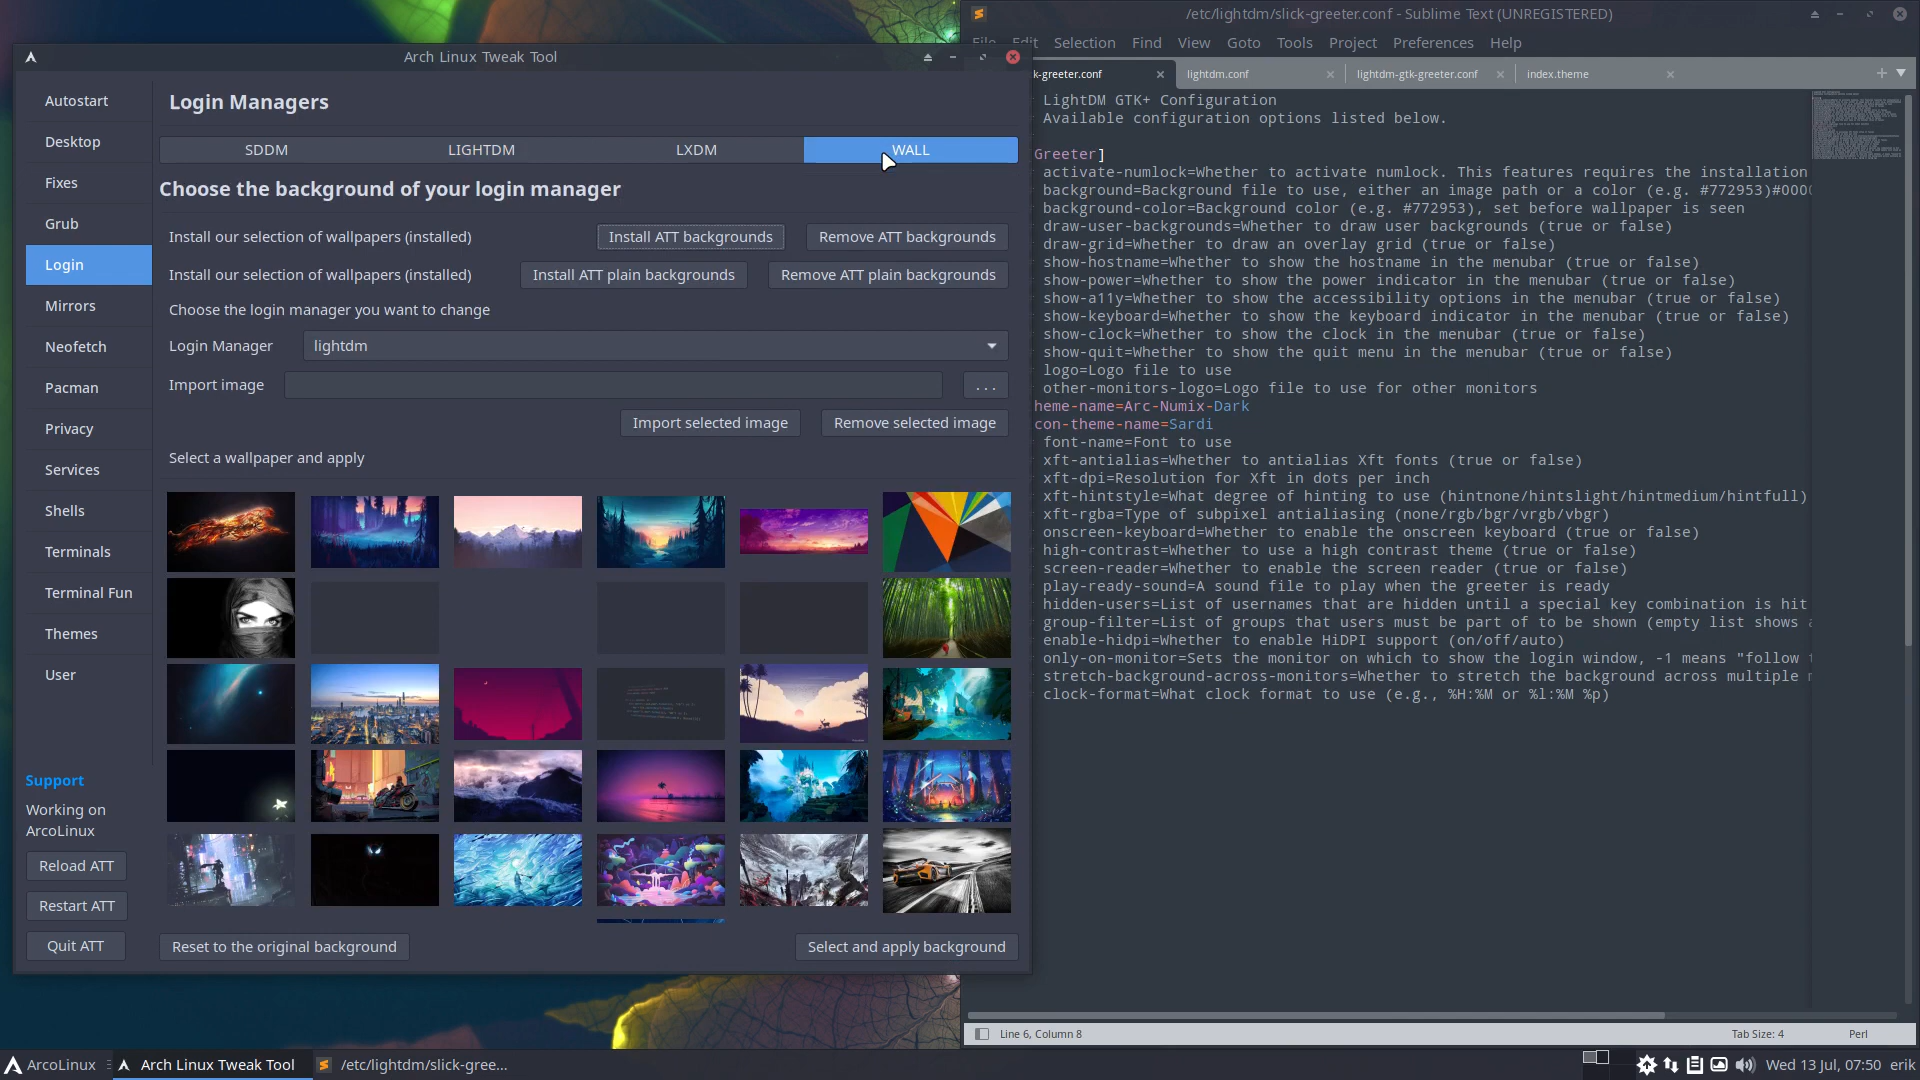 Arch Linux Tweak Tool
Autostart
Desktop
Fixes
Grub
Login
Mirrors
Neofetch
Pacman
Privacy
Services
Shells
Terminals
Terminal Fun
Themes
User
Support
Working on
ArcoLinux
Reload ATT
Restart ATT
Quit ATT
Login Managers
SDDM LIGHTDM LXDM WALL
Choose the background of your login manager
Install our selection of wallpapers (installed) Install ATT backgrounds Remove ATT backgrounds
Install our selection of wallpapers (installed) Install ATT plain backgrounds Remove ATT plain backgrounds
Choose the login manager you want to change
Login Manager lightdm
Import image ...
Import selected image Remove selected image
Select a wallpaper and apply
Reset to the original background Select and apply background
/etc/lightdm/slick-greeter.conf - Sublime Text (UNREGISTERED)
File Edit Selection Find View Goto Tools Project Preferences Help
k-greeter.conf lightdm.conf lightdm-gtk-greeter.conf index.theme
LightDM GTK+ Configuration
Available configuration options listed below.
Greeter]
activate-numlock=Whether to activate numlock. This features requires the installation
background=Background file to use, either an image path or a color (e.g. #772953)#000
background-color=Background color (e.g. #772953), set before wallpaper is seen
draw-user-backgrounds=Whether to draw user backgrounds (true or false)
draw-grid=Whether to draw an overlay grid (true or false)
show-hostname=Whether to show the hostname in the menubar (true or false)
show-power=Whether to show the power indicator in the menubar (true or false)
show-a11y=Whether to show the accessibility options in the menubar (true or false)
show-keyboard=Whether to show the keyboard indicator in the menubar (true or false)
show-clock=Whether to show the clock in the menubar (true or false)
show-quit=Whether to show the quit menu in the menubar (true or false)
logo=Logo file to use
other-monitors-logo=Logo file to use for other monitors
heme-name=Arc-Numix-Dark
con-theme-name=Sardi
font-name=Font to use
xft-antialias=Whether to antialias Xft fonts (true or false)
xft-dpi=Resolution for Xft in dots per inch
xft-hintstyle=What degree of hinting to use (hintnone/hintslight/hintmedium/hintfull)
xft-rgba=Type of subpixel antialiasing (none/rgb/bgr/vrgb/vbgr)
onscreen-keyboard=Whether to enable the onscreen keyboard (true or false)
high-contrast=Whether to use a high contrast theme (true or false)
screen-reader=Whether to enable the screen reader (true or false)
play-ready-sound=A sound file to play when the greeter is ready
hidden-users=List of usernames that are hidden until a special key combination is hit
group-filter=List of groups that users must be part of to be shown (empty list shows
enable-hidpi=Whether to enable HiDPI support (on/off/auto)
only-on-monitor=Sets the monitor on which to show the login window, -1 means "follow
stretch-background-across-monitors=Whether to stretch the background across multiple
clock-format=What clock format to use (e.g., %H:%M or %l:%M %p)
Line 6, Column 8 Tab Size: 4 Perl
ArcoLinux Arch Linux Tweak Tool /etc/lightdm/slick-gree... Wed 13 Jul, 07:50 erik